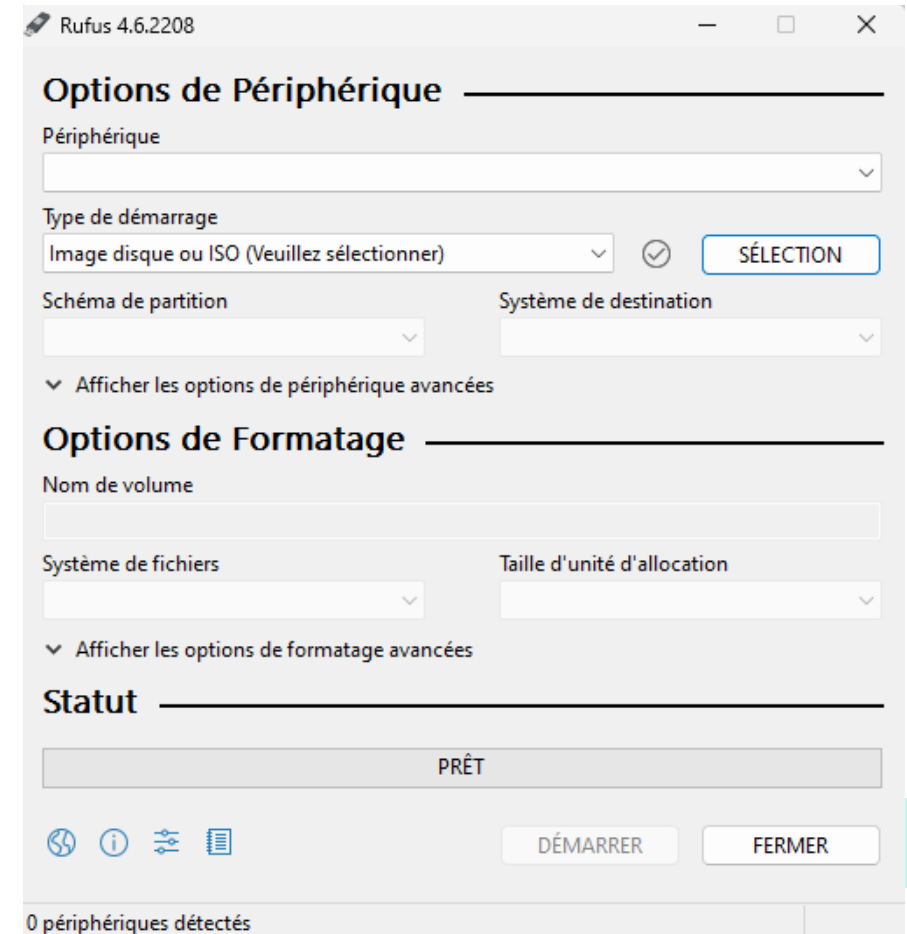 Rufus 4.6.2208
Options de Périphérique
Périphérique
Type de démarrage
Image disque ou ISO (Veuillez sélectionner)
SÉLECTION
Schéma de partition
Système de destination
Afficher les options de périphérique avancées
Options de Formatage
Nom de volume
Système de fichiers
Taille d'unité d'allocation
Afficher les options de formatage avancées
Statut
PRÊT
DÉMARRER
FERMER
0 périphériques détectés